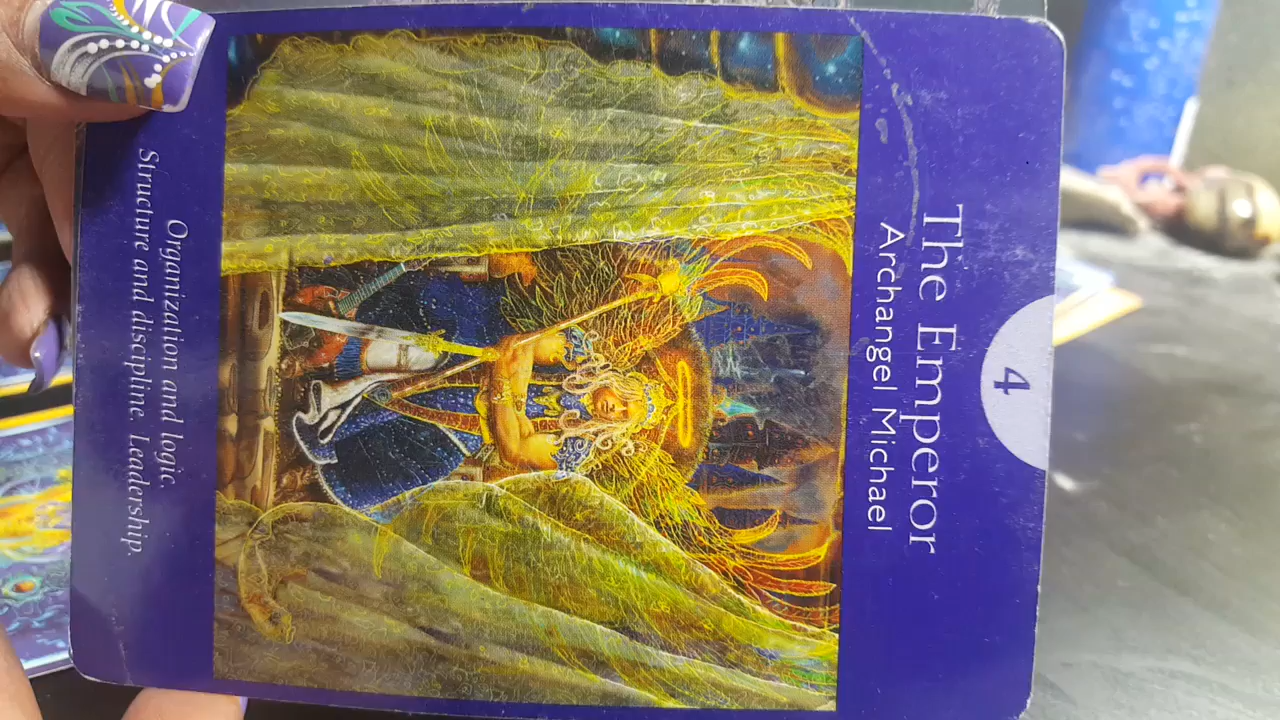 4
The Emperor
Archangel Michael
Organization and logic.
Structure and discipline. Leadership.